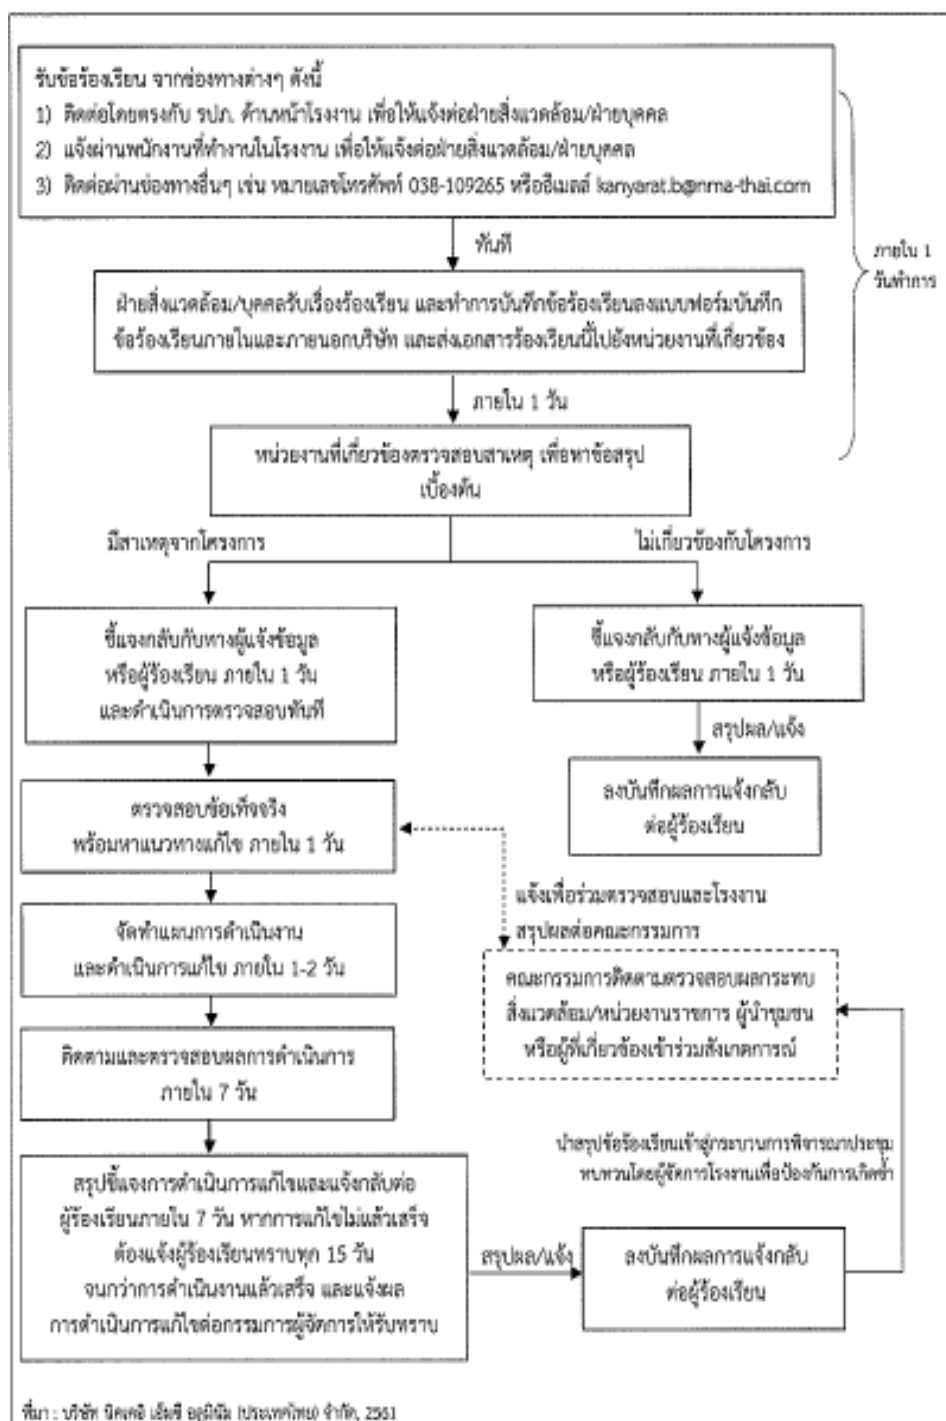 รับข้อร้องเรียน จากช่องทางต่างๆ ดังนี้
1) ติดต่อโดยตรงกับ รปภ. ด้านหน้าโรงงาน เพื่อให้แจ้งต่อฝ่ายสิ่งแวดล้อม/ฝ่ายบุคคล
2) แจ้งผ่านพนักงานที่ทำงานในโรงงาน เพื่อให้แจ้งต่อฝ่ายสิ่งแวดล้อม/ฝ่ายบุคคล
3) ติดต่อผ่านช่องทางอื่นๆ เช่น หมายเลขโทรศัพท์ 038-109265 หรืออีเมลล์ kanyarat.b@nma-thai.com
ทันที
ภายใน 1
วันทำการ
ฝ่ายสิ่งแวดล้อม/บุคคลรับเรื่องร้องเรียน และทำการบันทึกข้อร้องเรียนลงแบบฟอร์มบันทึก
ข้อร้องเรียนภายในและภายนอกบริษัท และส่งเอกสารร้องเรียนนี้ไปยังหน่วยงานที่เกี่ยวข้อง
ภายใน 1 วัน
หน่วยงานที่เกี่ยวข้องตรวจสอบสาเหตุ เพื่อหาข้อสรุป
เบื้องต้น
มีสาเหตุจากโครงการ
ไม่เกี่ยวข้องกับโครงการ
ชี้แจงกลับกับทางผู้แจ้งข้อมูล
หรือผู้ร้องเรียน ภายใน 1 วัน
และดำเนินการตรวจสอบทันที
ชี้แจงกลับกับทางผู้แจ้งข้อมูล
หรือผู้ร้องเรียน ภายใน 1 วัน
สรุปผล/แจ้ง
ลงบันทึกผลการแจ้งกลับ
ต่อผู้ร้องเรียน
ตรวจสอบข้อเท็จจริง
พร้อมหาแนวทางแก้ไข ภายใน 1 วัน
แจ้งเพื่อร่วมตรวจสอบและโรงงาน
สรุปผลต่อคณะกรรมการ
จัดทำแผนการดำเนินงาน
และดำเนินการแก้ไข ภายใน 1-2 วัน
คณะกรรมการติดตามตรวจสอบผลกระทบ
สิ่งแวดล้อม/หน่วยงานราชการ ผู้นำชุมชน
หรือผู้ที่เกี่ยวข้องเข้าร่วมสังเกตการณ์
ติดตามและตรวจสอบผลการดำเนินการ
ภายใน 7 วัน
นำสรุปข้อร้องเรียนเข้าสู่กระบวนการพิจารณาประชุม
ทบทวนโดยผู้จัดการโรงงานเพื่อป้องกันการเกิดซ้ำ
สรุปชี้แจงการดำเนินการแก้ไขและแจ้งกลับต่อ
ผู้ร้องเรียนภายใน 7 วัน หากการแก้ไขไม่แล้วเสร็จ
ต้องแจ้งผู้ร้องเรียนทราบทุก 15 วัน
จนกว่าการดำเนินงานแล้วเสร็จ และแจ้งผล
การดำเนินการแก้ไขต่อกรรมการผู้จัดการให้รับทราบ
สรุปผล/แจ้ง
ลงบันทึกผลการแจ้งกลับ
ต่อผู้ร้องเรียน
ที่มา : บริษัท นิคเคอิ เอ็มซี อลูมินั่ม (ประเทศไทย) จำกัด, 2561